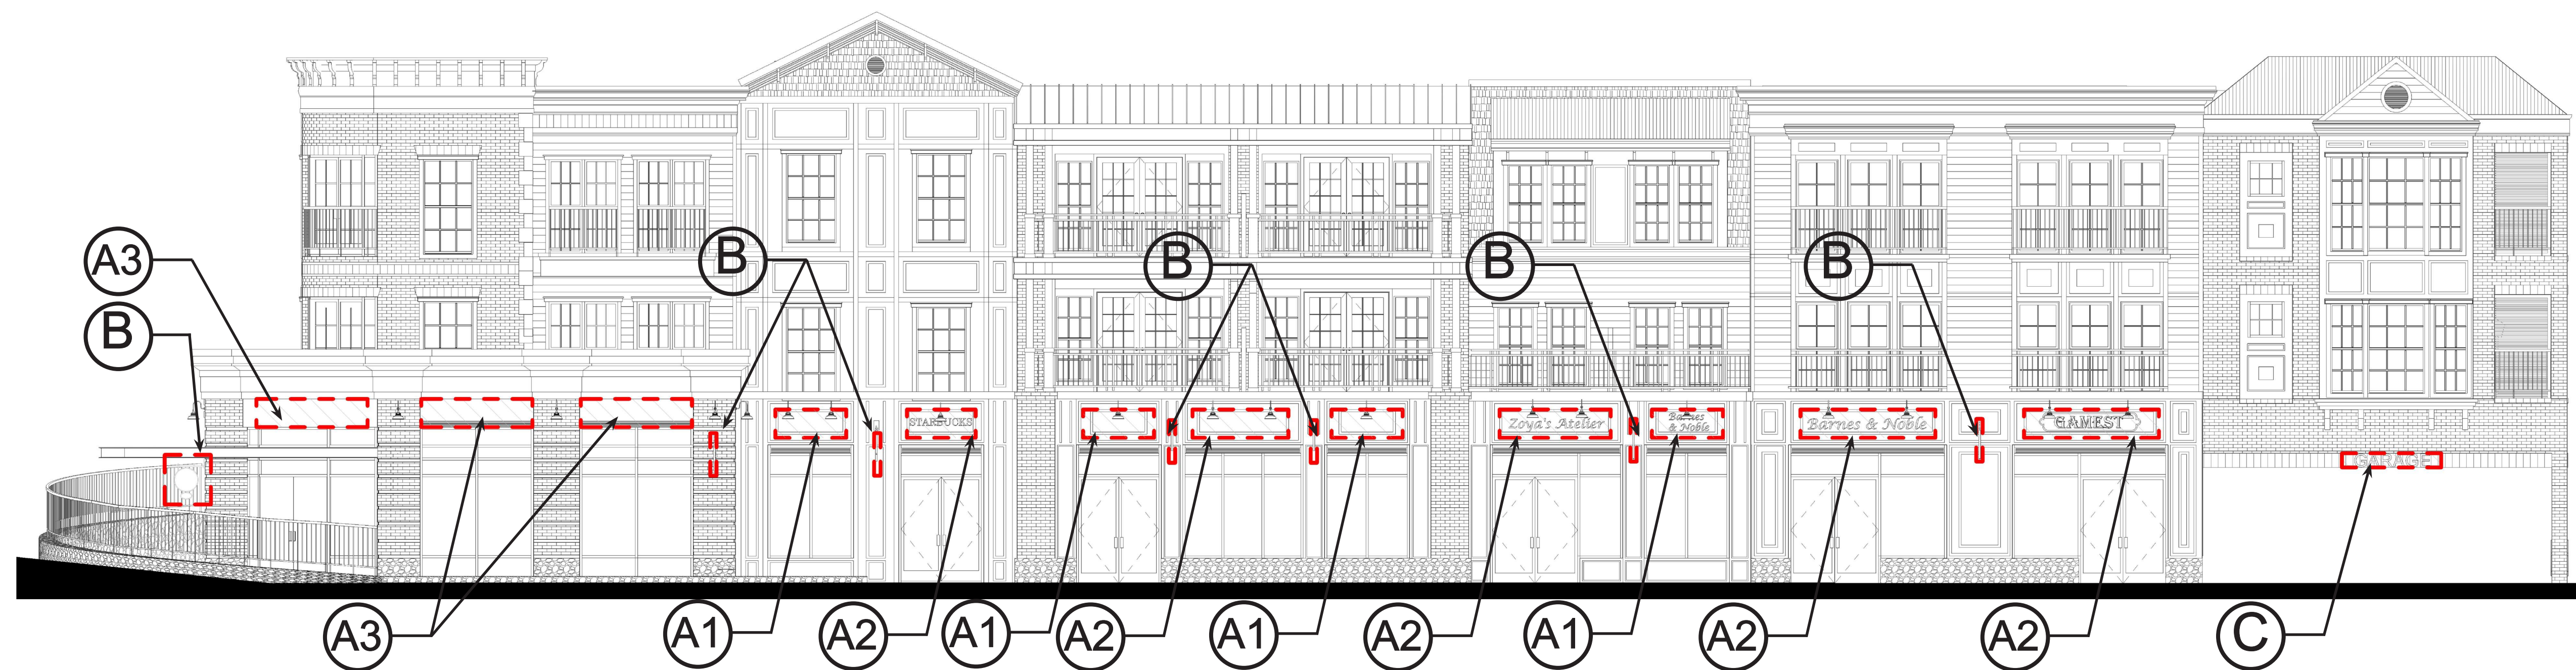 A3
B
B
B
B
B
STARBUCKS
Zoya's Atelier
Barnes
& Noble
Barnes & Noble
GAMEST
GARAGE
A3
A1
A2
A1
A2
A1
A2
A1
A2
A2
C